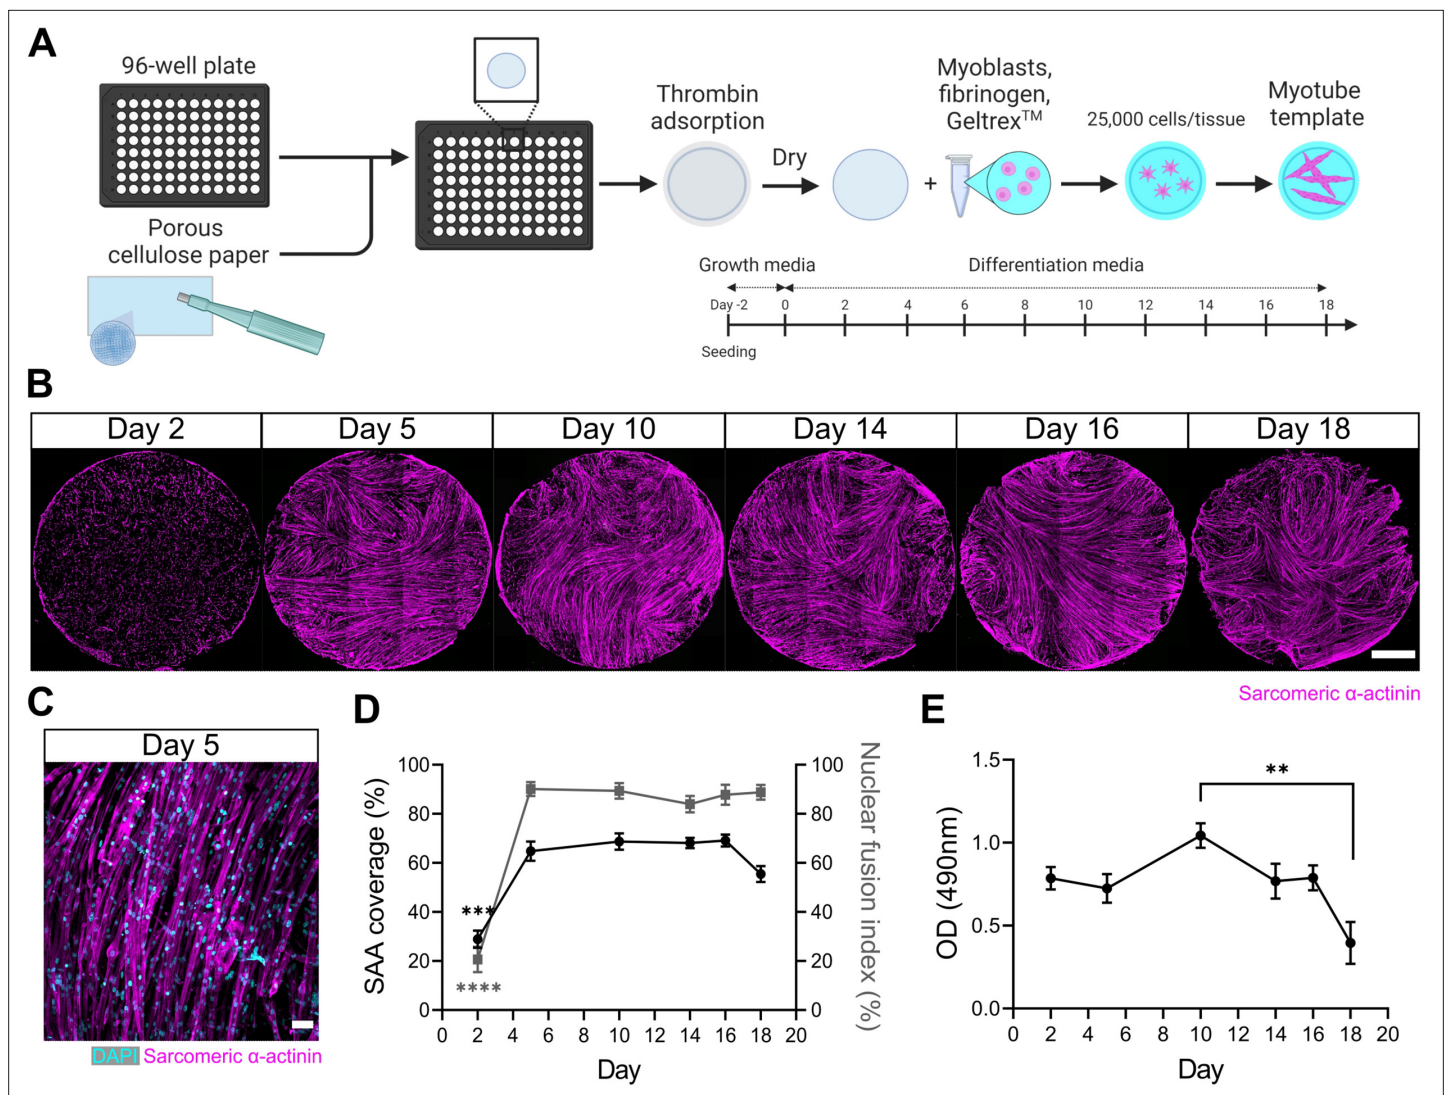 A
96-well plate
Porous
cellulose paper
Thrombin
adsorption
Dry
+
Myoblasts,
fibrinogen,
Geltrex™
25,000 cells/tissue
Myotube
template
Growth media
Differentiation media
Day -2 0 2 4 6 8 10 12 14 16 18
Seeding
B
Day 2 Day 5 Day 10 Day 14 Day 16 Day 18
Sarcomeric α-actinin
C
Day 5
DAPI Sarcomeric α-actinin
D
SAA coverage (%)
100
80
60
40
20
0
***
****
0 2 4 6 8 10 12 14 16 18 20
Day
100
80
60
40
20
0
Nuclear fusion index (%)
E
OD (490nm)
1.5
1.0
0.5
0.0
**
0 2 4 6 8 10 12 14 16 18 20
Day